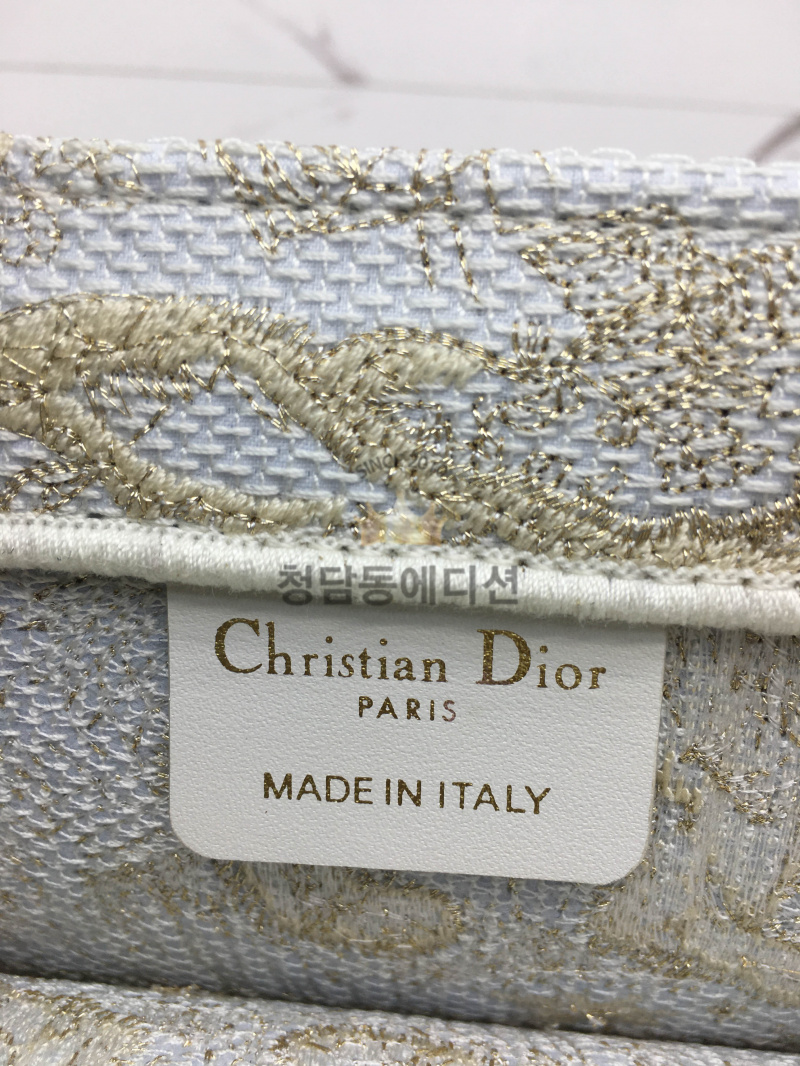 청담동에디션
Christian Dior
PARIS
MADE IN ITALY